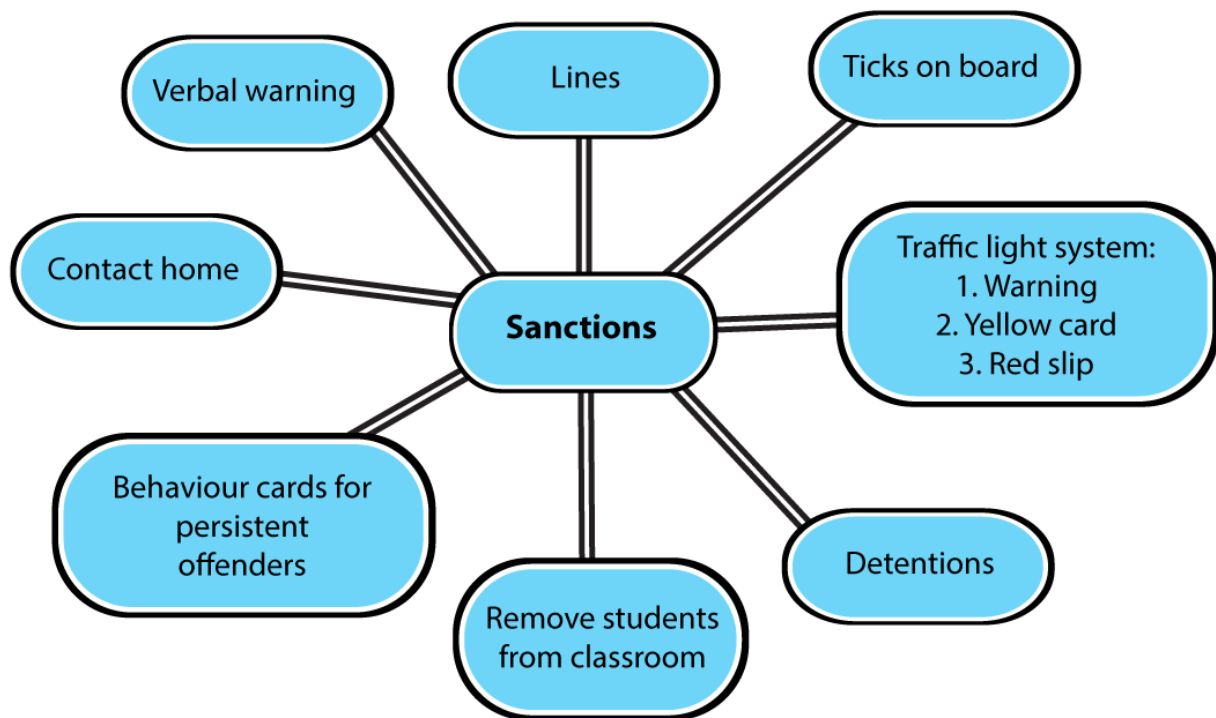 Verbal warning
Lines
Ticks on board
Contact home
Sanctions
Traffic light system:
1. Warning
2. Yellow card
3. Red slip
Behaviour cards for
persistent
offenders
Remove students
from classroom
Detentions